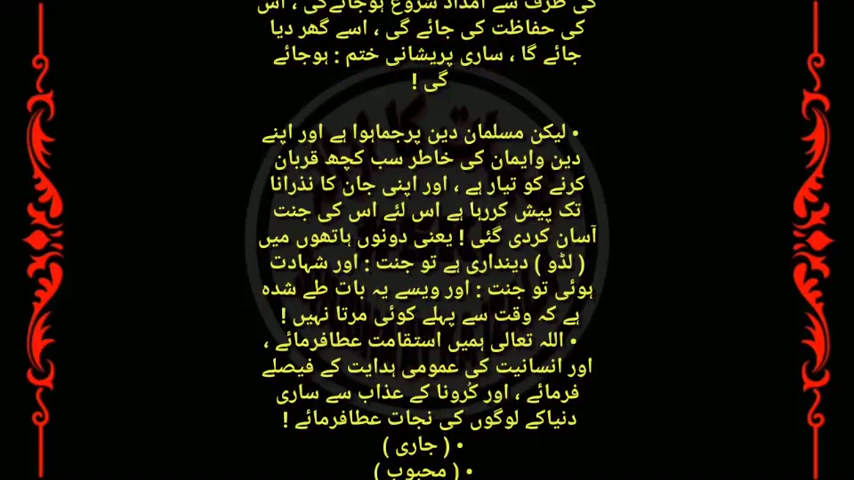 کی طرف سے امداد شروع ہوجائےگی ، اس
کی حفاظت کی جائے گی ، اسے گھر دیا
جائے گا ، ساری پریشانی ختم : ہوجائے
گی !
• لیکن مسلمان دین پرجماہوا ہے اور اپنے
دین وایمان کی خاطر سب کچھ قربان
کرنے کو تیار ہے ، اور اپنی جان کا نذرانا
تک پیش کررہا ہے اس لئے اس کی جنت
آسان کردی گئی ! یعنی دونوں ہاتھوں میں
( لڈو ) دینداری ہے تو جنت : اور شہادت
ہوئی تو جنت : اور ویسے یہ بات طے شدہ
ہے کہ وقت سے پہلے کوئی مرتا نہیں !
• اللہ تعالی ہمیں استقامت عطافرمائے ،
اور انسانیت کی عمومی ہدایت کے فیصلے
فرمائے ، اور کُرونا کے عذاب سے ساری
دنیاکے لوگوں کی نجات عطافرمائے !
• ( جاری )
• ( محبوب )